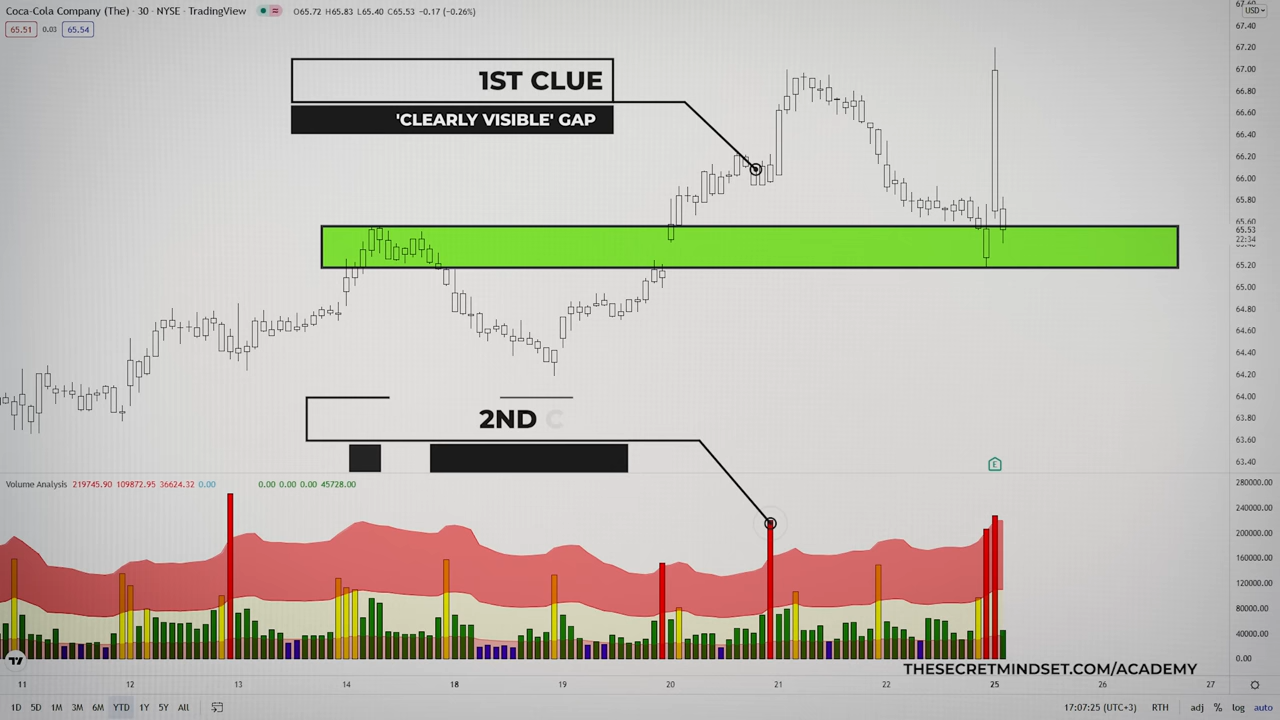 Coca-Cola Company (The) · 30 · NYSE · TradingView O65.72 H65.83 L65.40 C65.53 -0.17 (-0.26%)
65.51 0.03 65.54
USD
67.40
67.20
67.00
66.80
66.60
66.40
66.20
66.00
65.80
65.60
65.53
22:34
65.20
65.00
64.80
64.60
64.40
64.20
64.00
63.80
63.60
63.40
1ST CLUE
'CLEARLY VISIBLE' GAP
2ND C
E
Volume Analysis 219745.90 109872.95 36624.32 0.00 0.00 0.00 0.00 45728.00
280000.00
240000.00
200000.00
160000.00
120000.00
80000.00
40000.00
0.00
THESECRETMINDSET.COM/ACADEMY
11 12 13 14 18 19 20 21 22 25 26 27
1D 5D 1M 3M 6M YTD 1Y 5Y All 17:07:25 (UTC+3) RTH adj % log auto